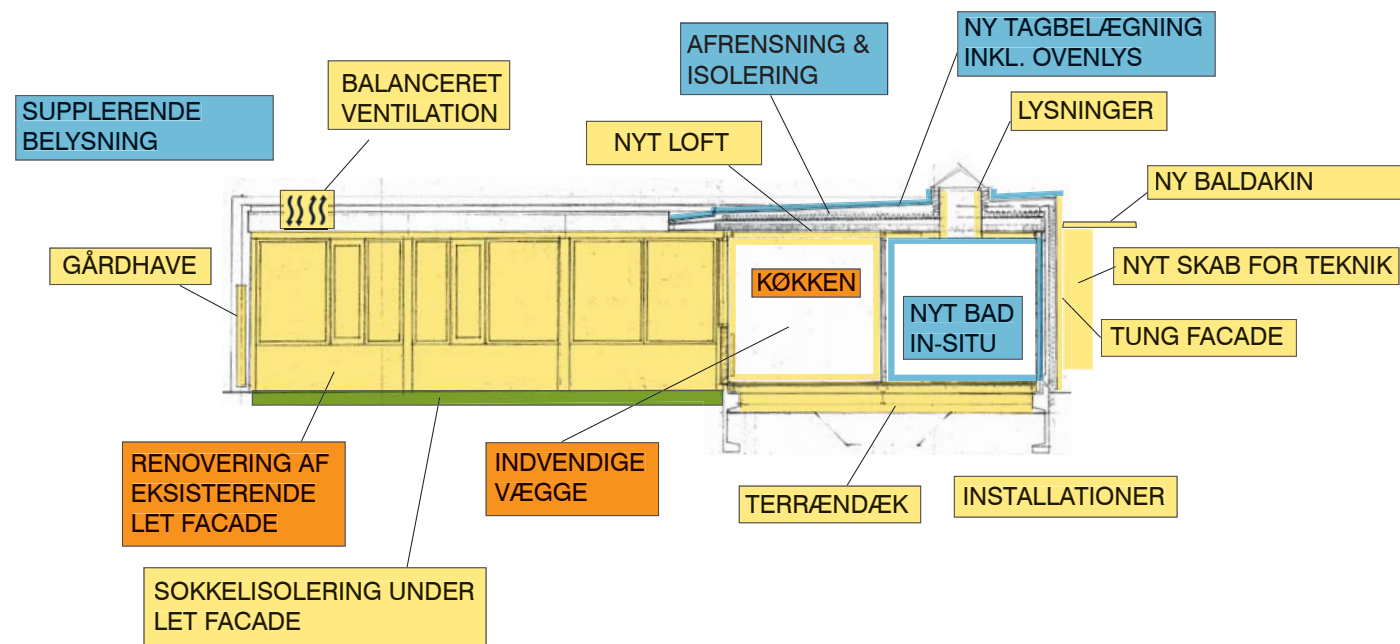 SUPPLERENDE
BELYSNING
BALANCERET
VENTILATION
AFRENSNING &
ISOLERING
NY TAGBELÆGNING
INKL. OVENLYS
LYSNINGER
NYT LOFT
NY BALDAKIN
GÅRDHAVE
NYT SKAB FOR TEKNIK
KØKKEN
NYT BAD
IN-SITU
TUNG FACADE
RENOVERING AF
EKSISTERENDE
LET FACADE
INDVENDIGE
VÆGGE
TERRÆNDÆK
INSTALLATIONER
SOKKELISOLERING UNDER
LET FACADE